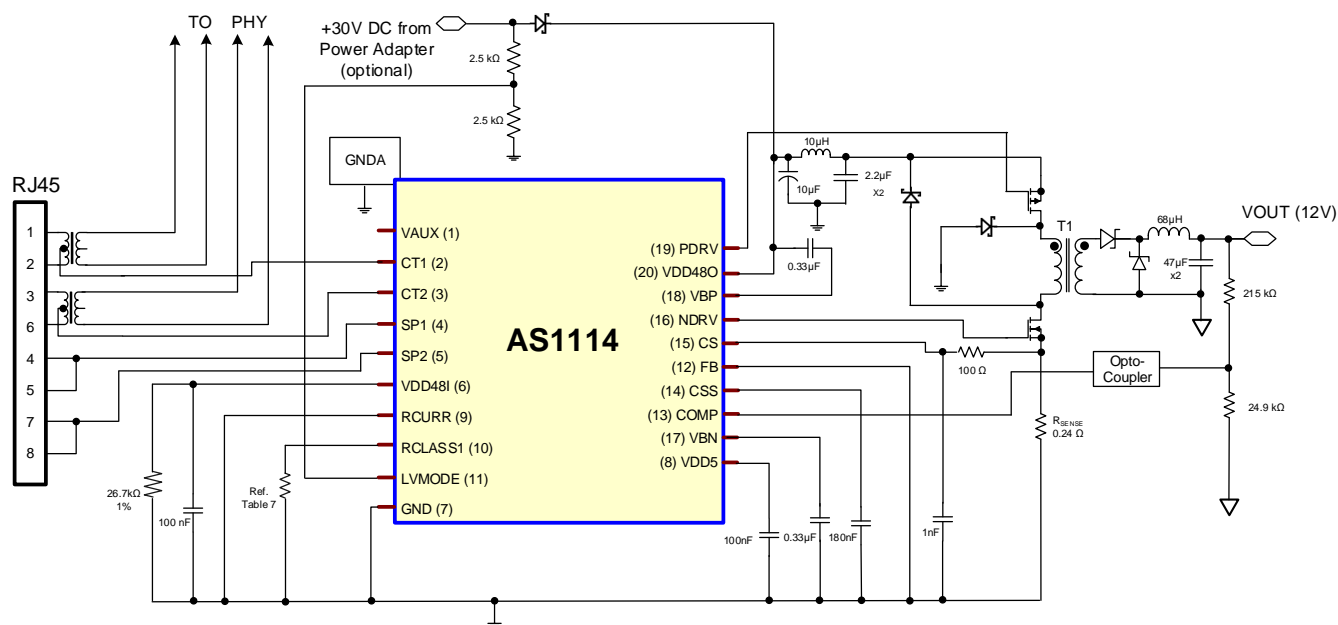 TO PHY
+30V DC from
Power Adapter
(optional)
2.5 kΩ
2.5 kΩ
GNDA
10µH
10µF
2.2µF
X2
0.33µF
T1
68µH
VOUT (12V)
47µF
x2
215 kΩ
24.9 kΩ
Opto-
Coupler
RJ45
1
2
3
6
4
5
7
8
AS1114
VAUX (1)
CT1 (2)
CT2 (3)
SP1 (4)
SP2 (5)
VDD48I (6)
RCURR (9)
RCLASS1 (10)
LVMODE (11)
GND (7)
(19) PDRV
(20) VDD48O
(18) VBP
(16) NDRV
(15) CS
(12) FB
(14) CSS
(13) COMP
(17) VBN
(8) VDD5
100 Ω
RSENSE
0.24 Ω
26.7kΩ
1%
100 nF
Ref.
Table 7
100nF
0.33µF
180nF
1nF